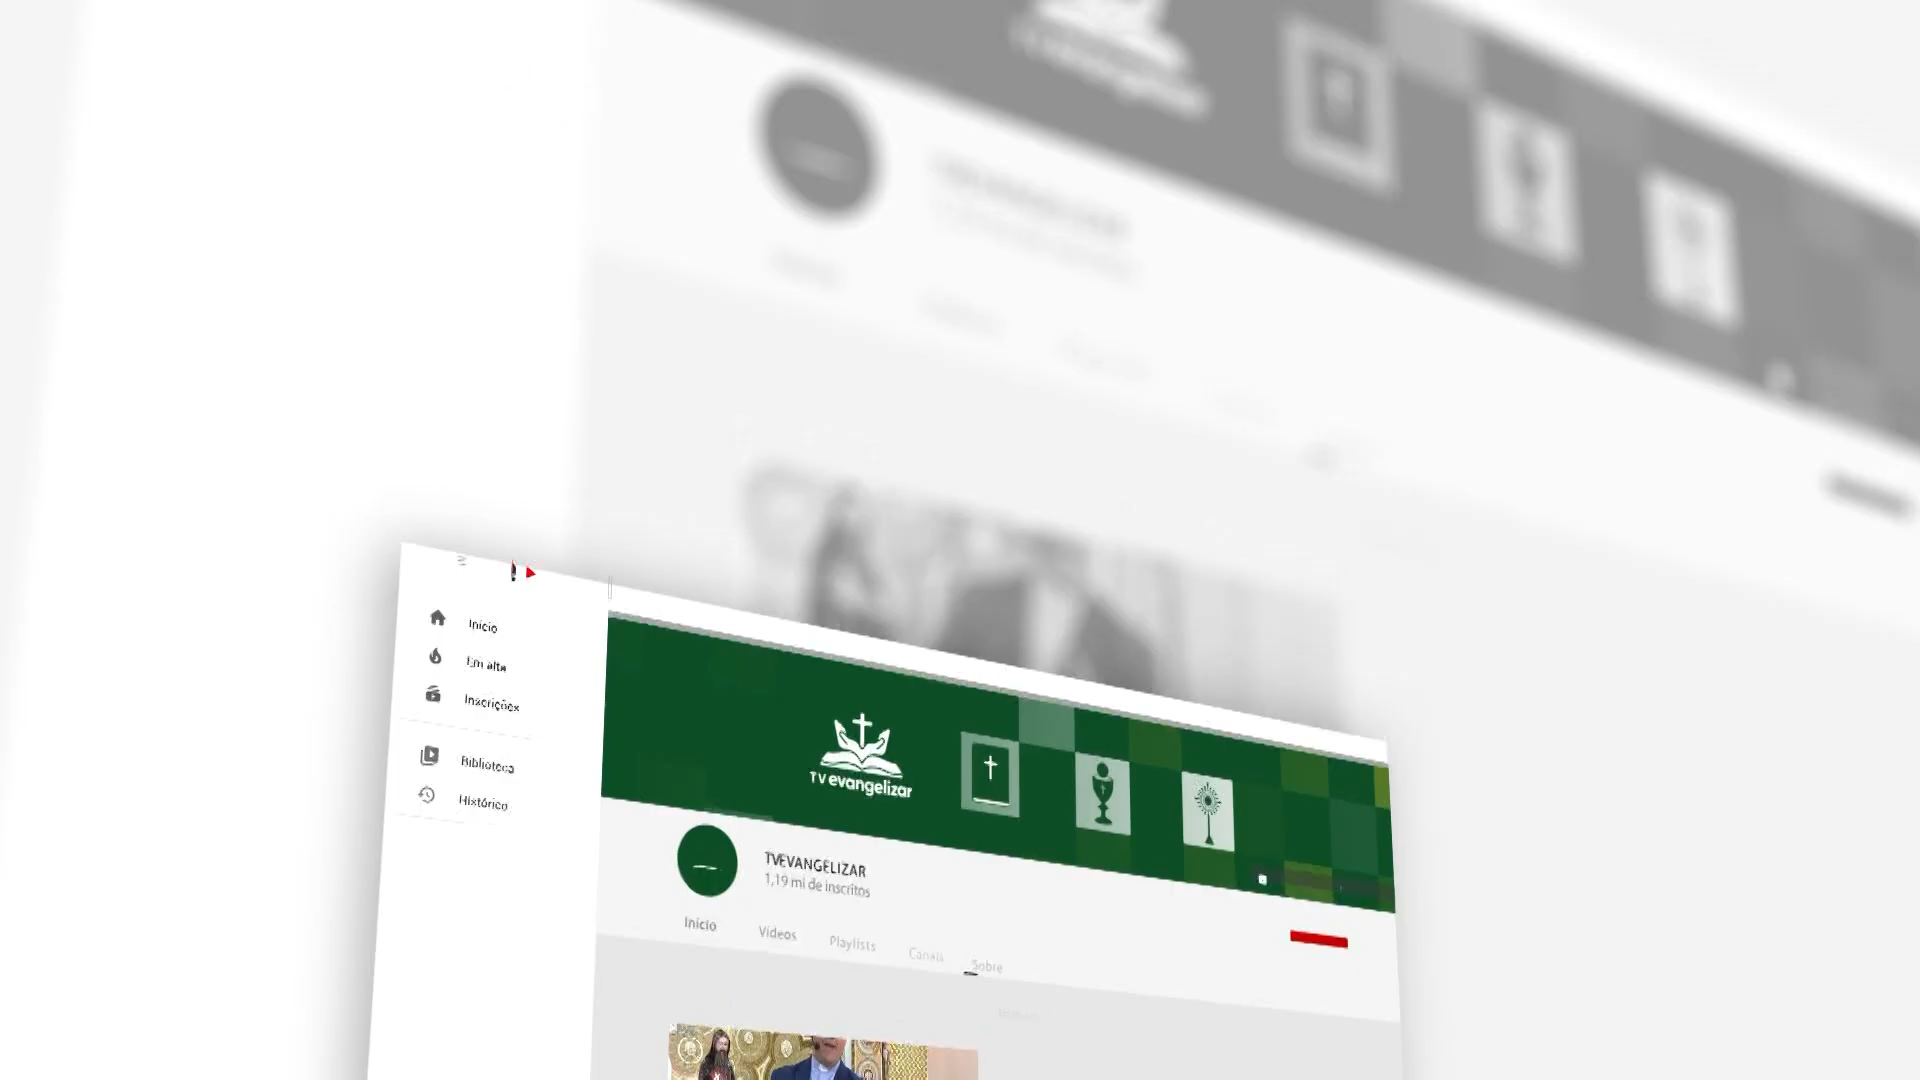 Início
Em alta
Inscrições
Biblioteca
Histórico
TV evangelizar
TVEVANGELIZAR
1,19 mi de inscritos
Início
Vídeos
Playlists
Canais
Sobre